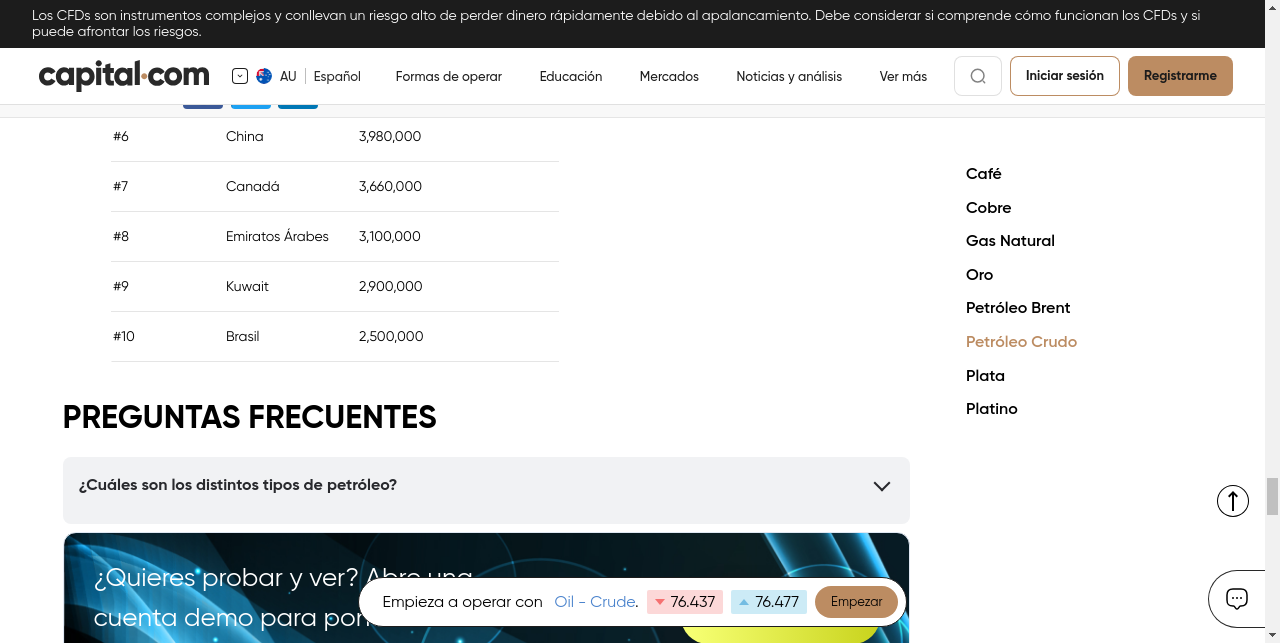 Los CFDs son instrumentos complejos y conllevan un riesgo alto de perder dinero rápidamente debido al apalancamiento. Debe considerar si comprende cómo funcionan los CFDs y si
puede afrontar los riesgos.
capital.com AU Español Formas de operar Educación Mercados Noticias y análisis Ver más Iniciar sesión Registrarme
#6 China 3,980,000
#7 Canadá 3,660,000
#8 Emiratos Árabes 3,100,000
#9 Kuwait 2,900,000
#10 Brasil 2,500,000
Café
Cobre
Gas Natural
Oro
Petróleo Brent
Petróleo Crudo
Plata
Platino
PREGUNTAS FRECUENTES
¿Cuáles son los distintos tipos de petróleo?
¿Quieres probar y ver? Abre una
cuenta demo para
Empieza a operar con Oil - Crude. 76.437 76.477 Empezar